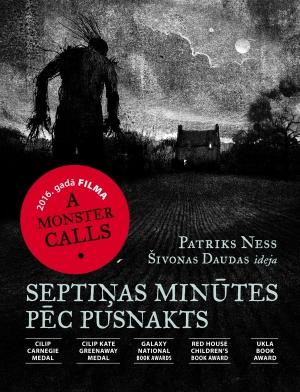 2016. gadā FILMA
A
MONSTER
CALLS
PATRIKS NESS
ŠIVONAS DAUDAS ideja
SEPTIŅAS MINŪTES
PĒC PUSNAKTS
CILIP
CARNEGIE
MEDAL
CILIP KATE
GREENAWAY
MEDAL
GALAXY
NATIONAL
BOOK AWARDS
RED HOUSE
CHILDREN'S
BOOK AWARD
UKLA
BOOK
AWARD